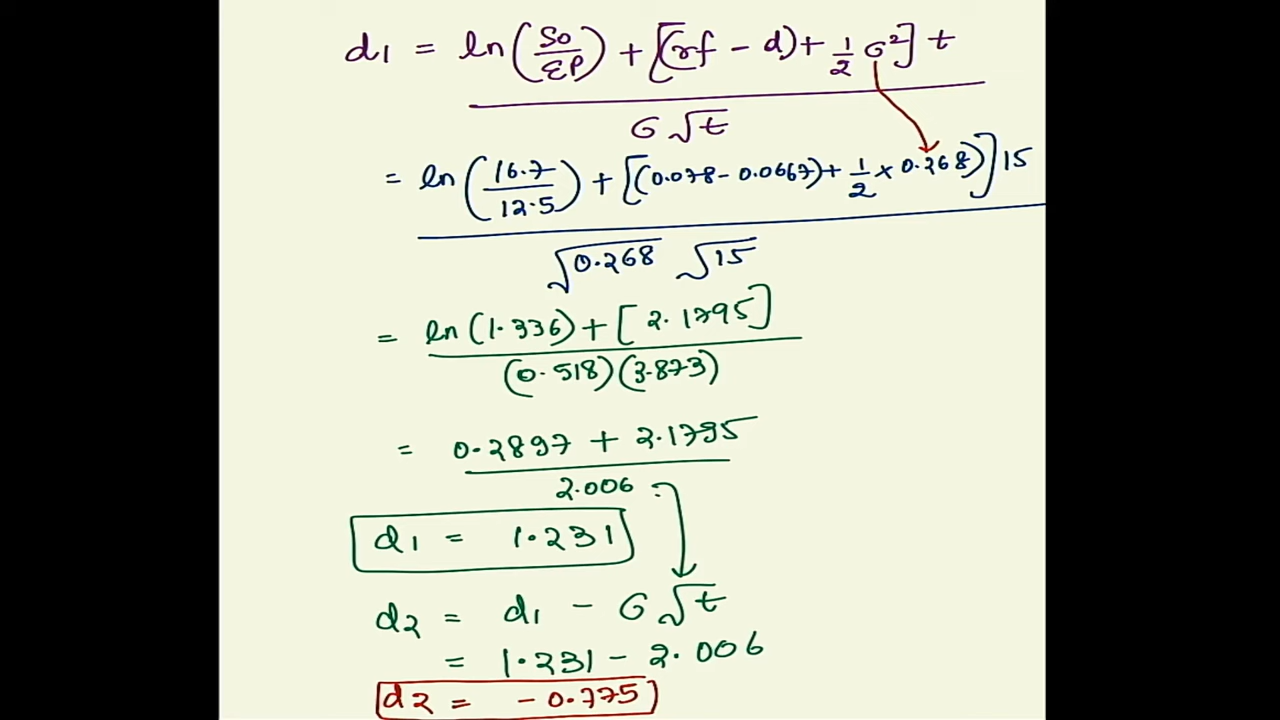 d1 = ln(So/EP) + [(rf - d) + 1/2 σ²] t
σ √t
= ln(16.7/12.5) + [(0.078 - 0.0667) + 1/2 × 0.268)] 15
√0.268 √15
= ln(1.336) + [2.1795]
(0.518)(3.873)
= 0.2897 + 2.1795
2.006
d1 = 1.231
d2 = d1 - σ √t
= 1.231 - 2.006
d2 = - 0.775